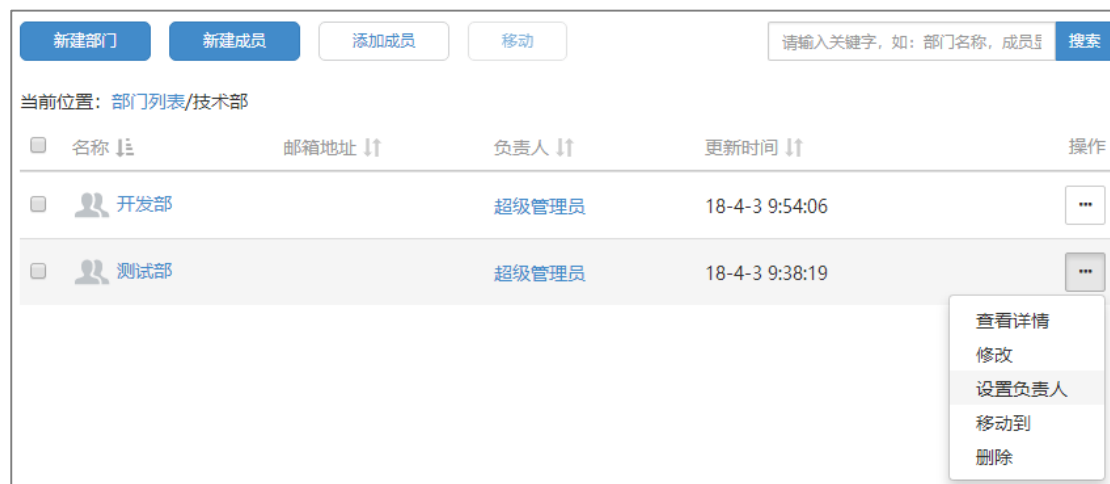 新建部门 新建成员 添加成员 移动 请输入关键字，如：部门名称，成员显 搜索
当前位置：部门列表/技术部
名称 邮箱地址 负责人 更新时间 操作
开发部 超级管理员 18-4-3 9:54:06 ···
测试部 超级管理员 18-4-3 9:38:19 ···
查看详情
修改
设置负责人
移动到
删除